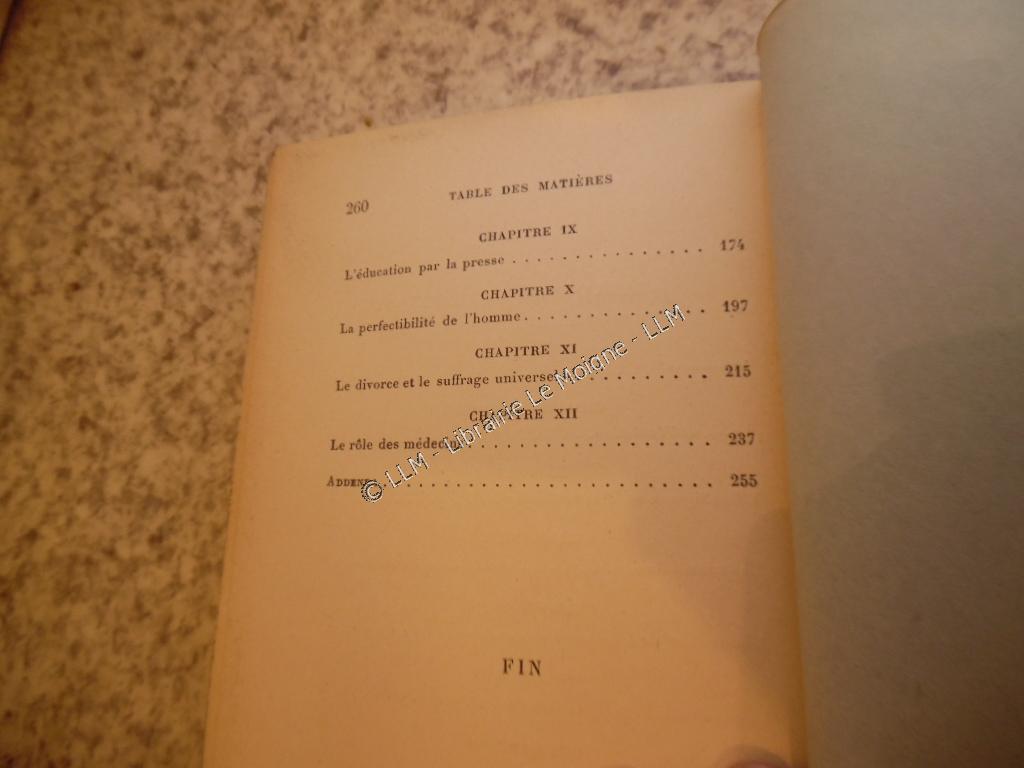 260 TABLE DES MATIÈRES
CHAPITRE IX
L'éducation par la presse . . . . . . . . . . . . . 174
CHAPITRE X
La perfectibilité de l'homme . . . . . . . . . . . . 197
CHAPITRE XI
Le divorce et le suffrage universel . . . . . . . . . 215
CHAPITRE XII
Le rôle des médecins . . . . . . . . . . . . . . . . 237
. . . . . . . . . . . . . . . . . . . . . . 255
FIN
© LLM - Librairie Le Moigne - LLM